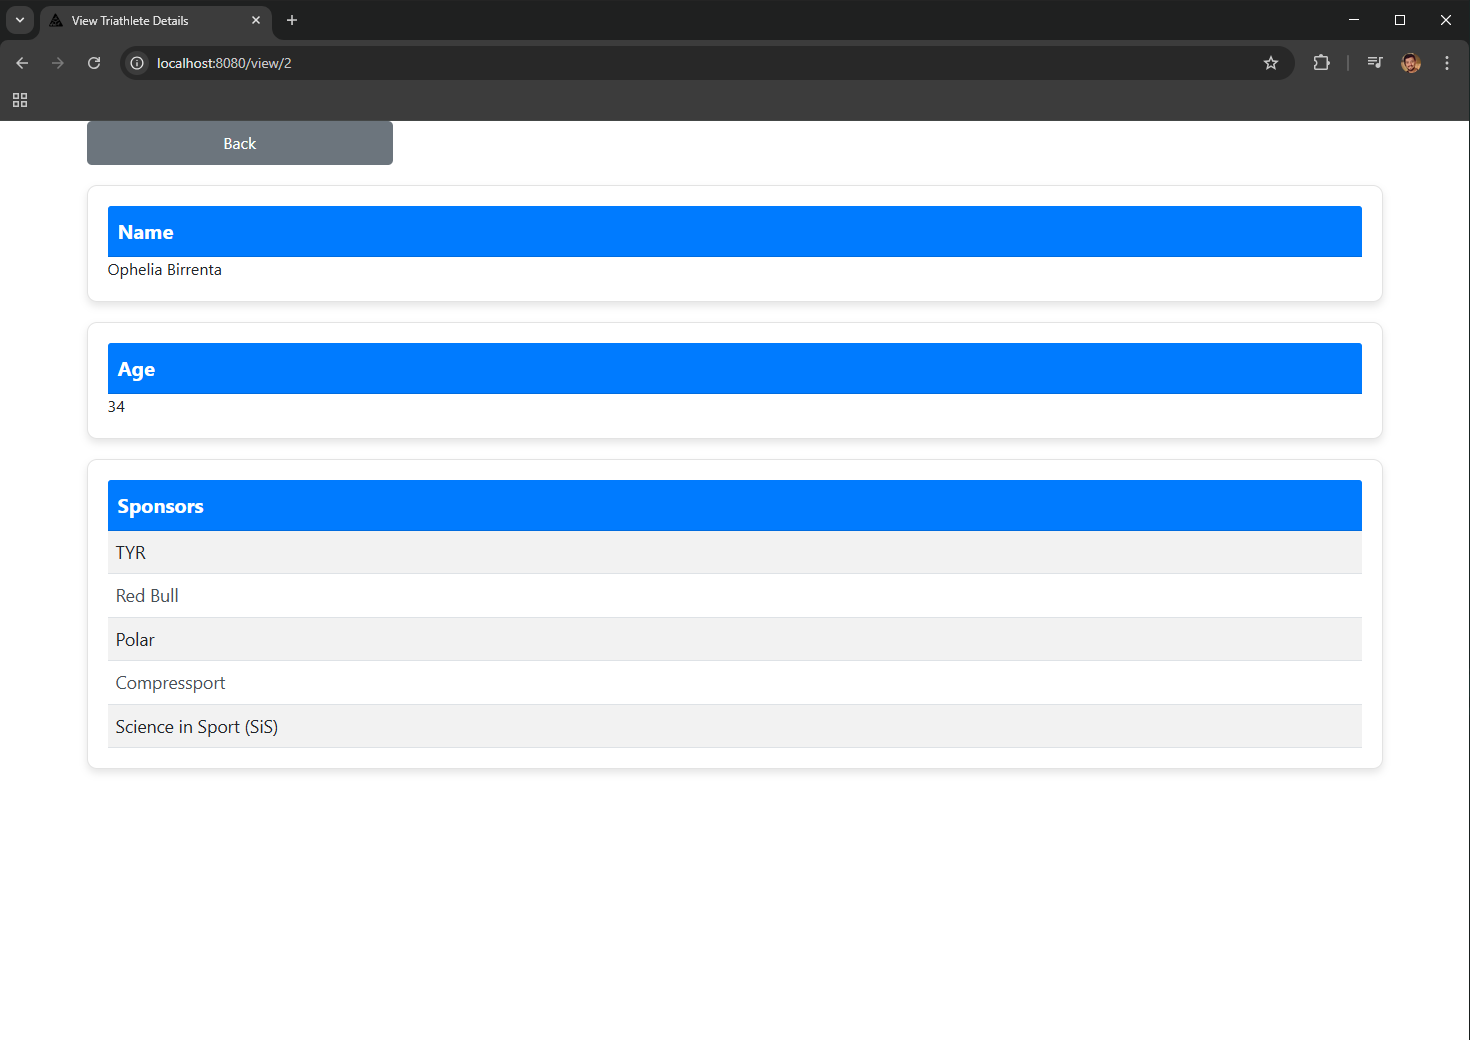 View Triathlete Details
localhost:8080/view/2
Back
Name
Ophelia Birrenta
Age
34
Sponsors
TYR
Red Bull
Polar
Compressport
Science in Sport (SiS)